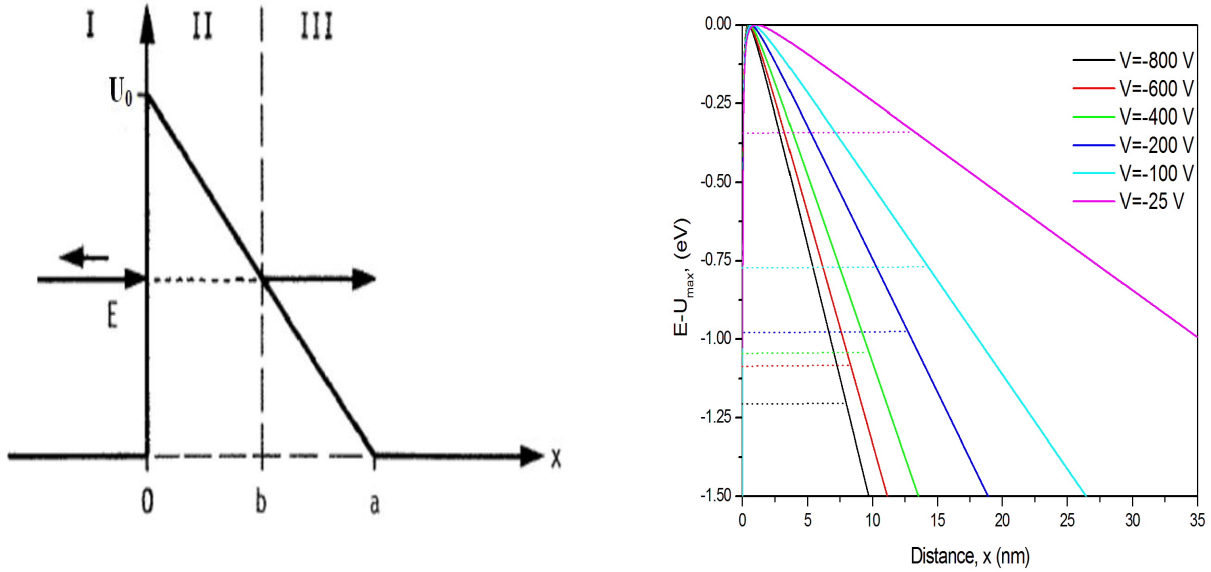 I II III
U₀
E
x
0 b a
V=-800 V
V=-600 V
V=-400 V
V=-200 V
V=-100 V
V=-25 V
E-Umax, (eV)
0.00
-0.25
-0.50
-0.75
-1.00
-1.25
-1.50
0 5 10 15 20 25 30 35
Distance, x (nm)